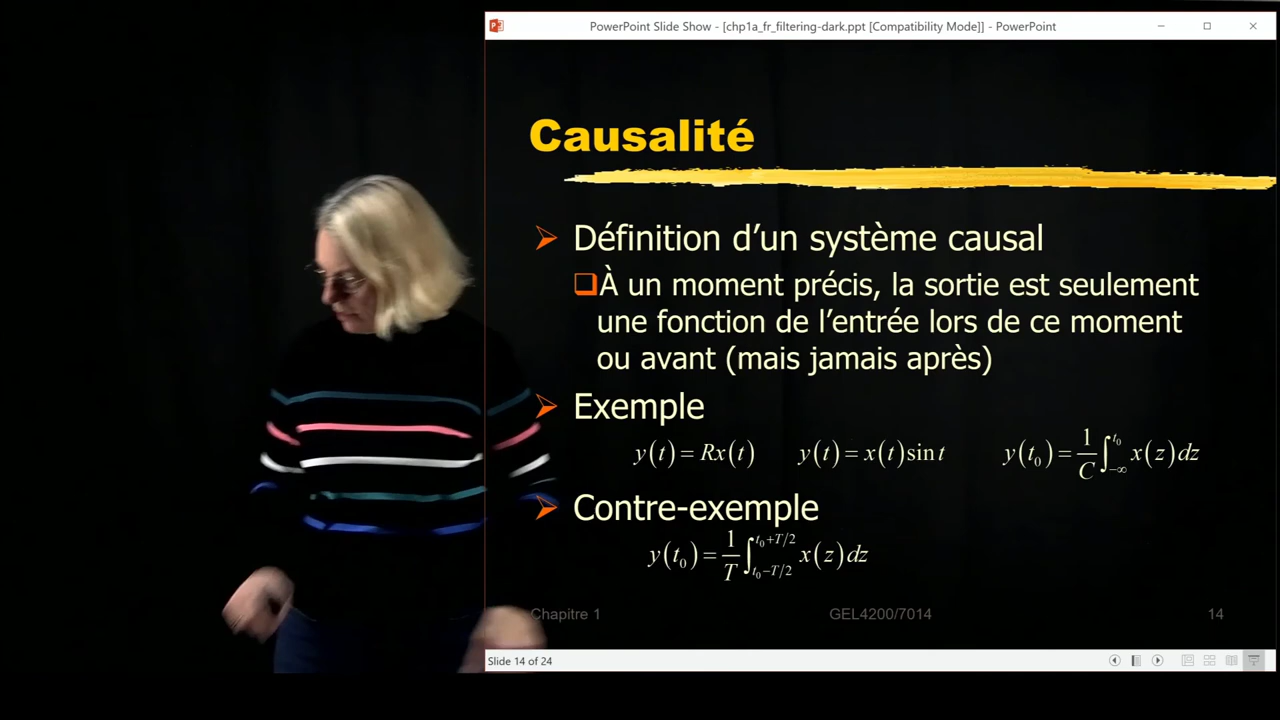 PowerPoint Slide Show - [chp1a_fr_filtering-dark.ppt [Compatibility Mode]] - PowerPoint
Causalité
Définition d'un système causal
À un moment précis, la sortie est seulement
une fonction de l'entrée lors de ce moment
ou avant (mais jamais après)
Exemple
y(t) = Rx(t) y(t) = x(t)sin t y(t₀) = 1/C ∫_{-∞}^{t₀} x(z)dz
Contre-exemple
y(t₀) = 1/T ∫_{t₀-T/2}^{t₀+T/2} x(z)dz
Chapitre 1 GEL4200/7014 14
Slide 14 of 24